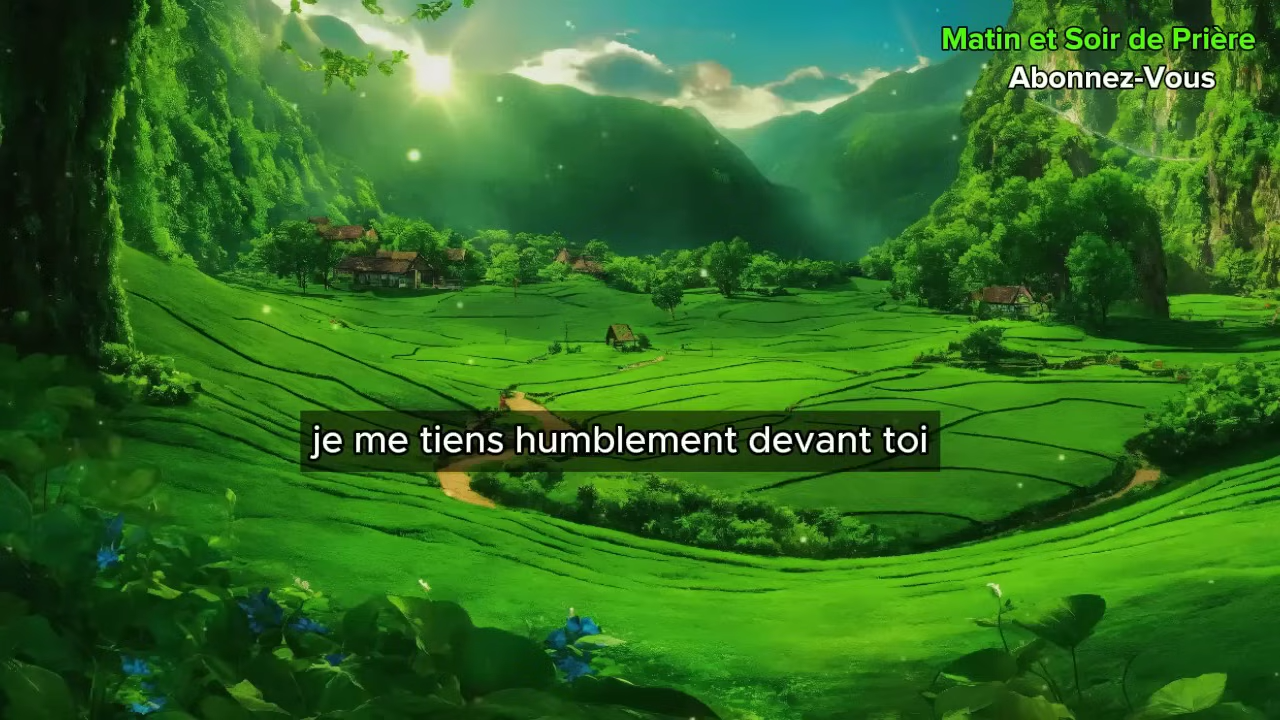 Matin et Soir de Prière
Abonnez-Vous
je me tiens humblement devant toi